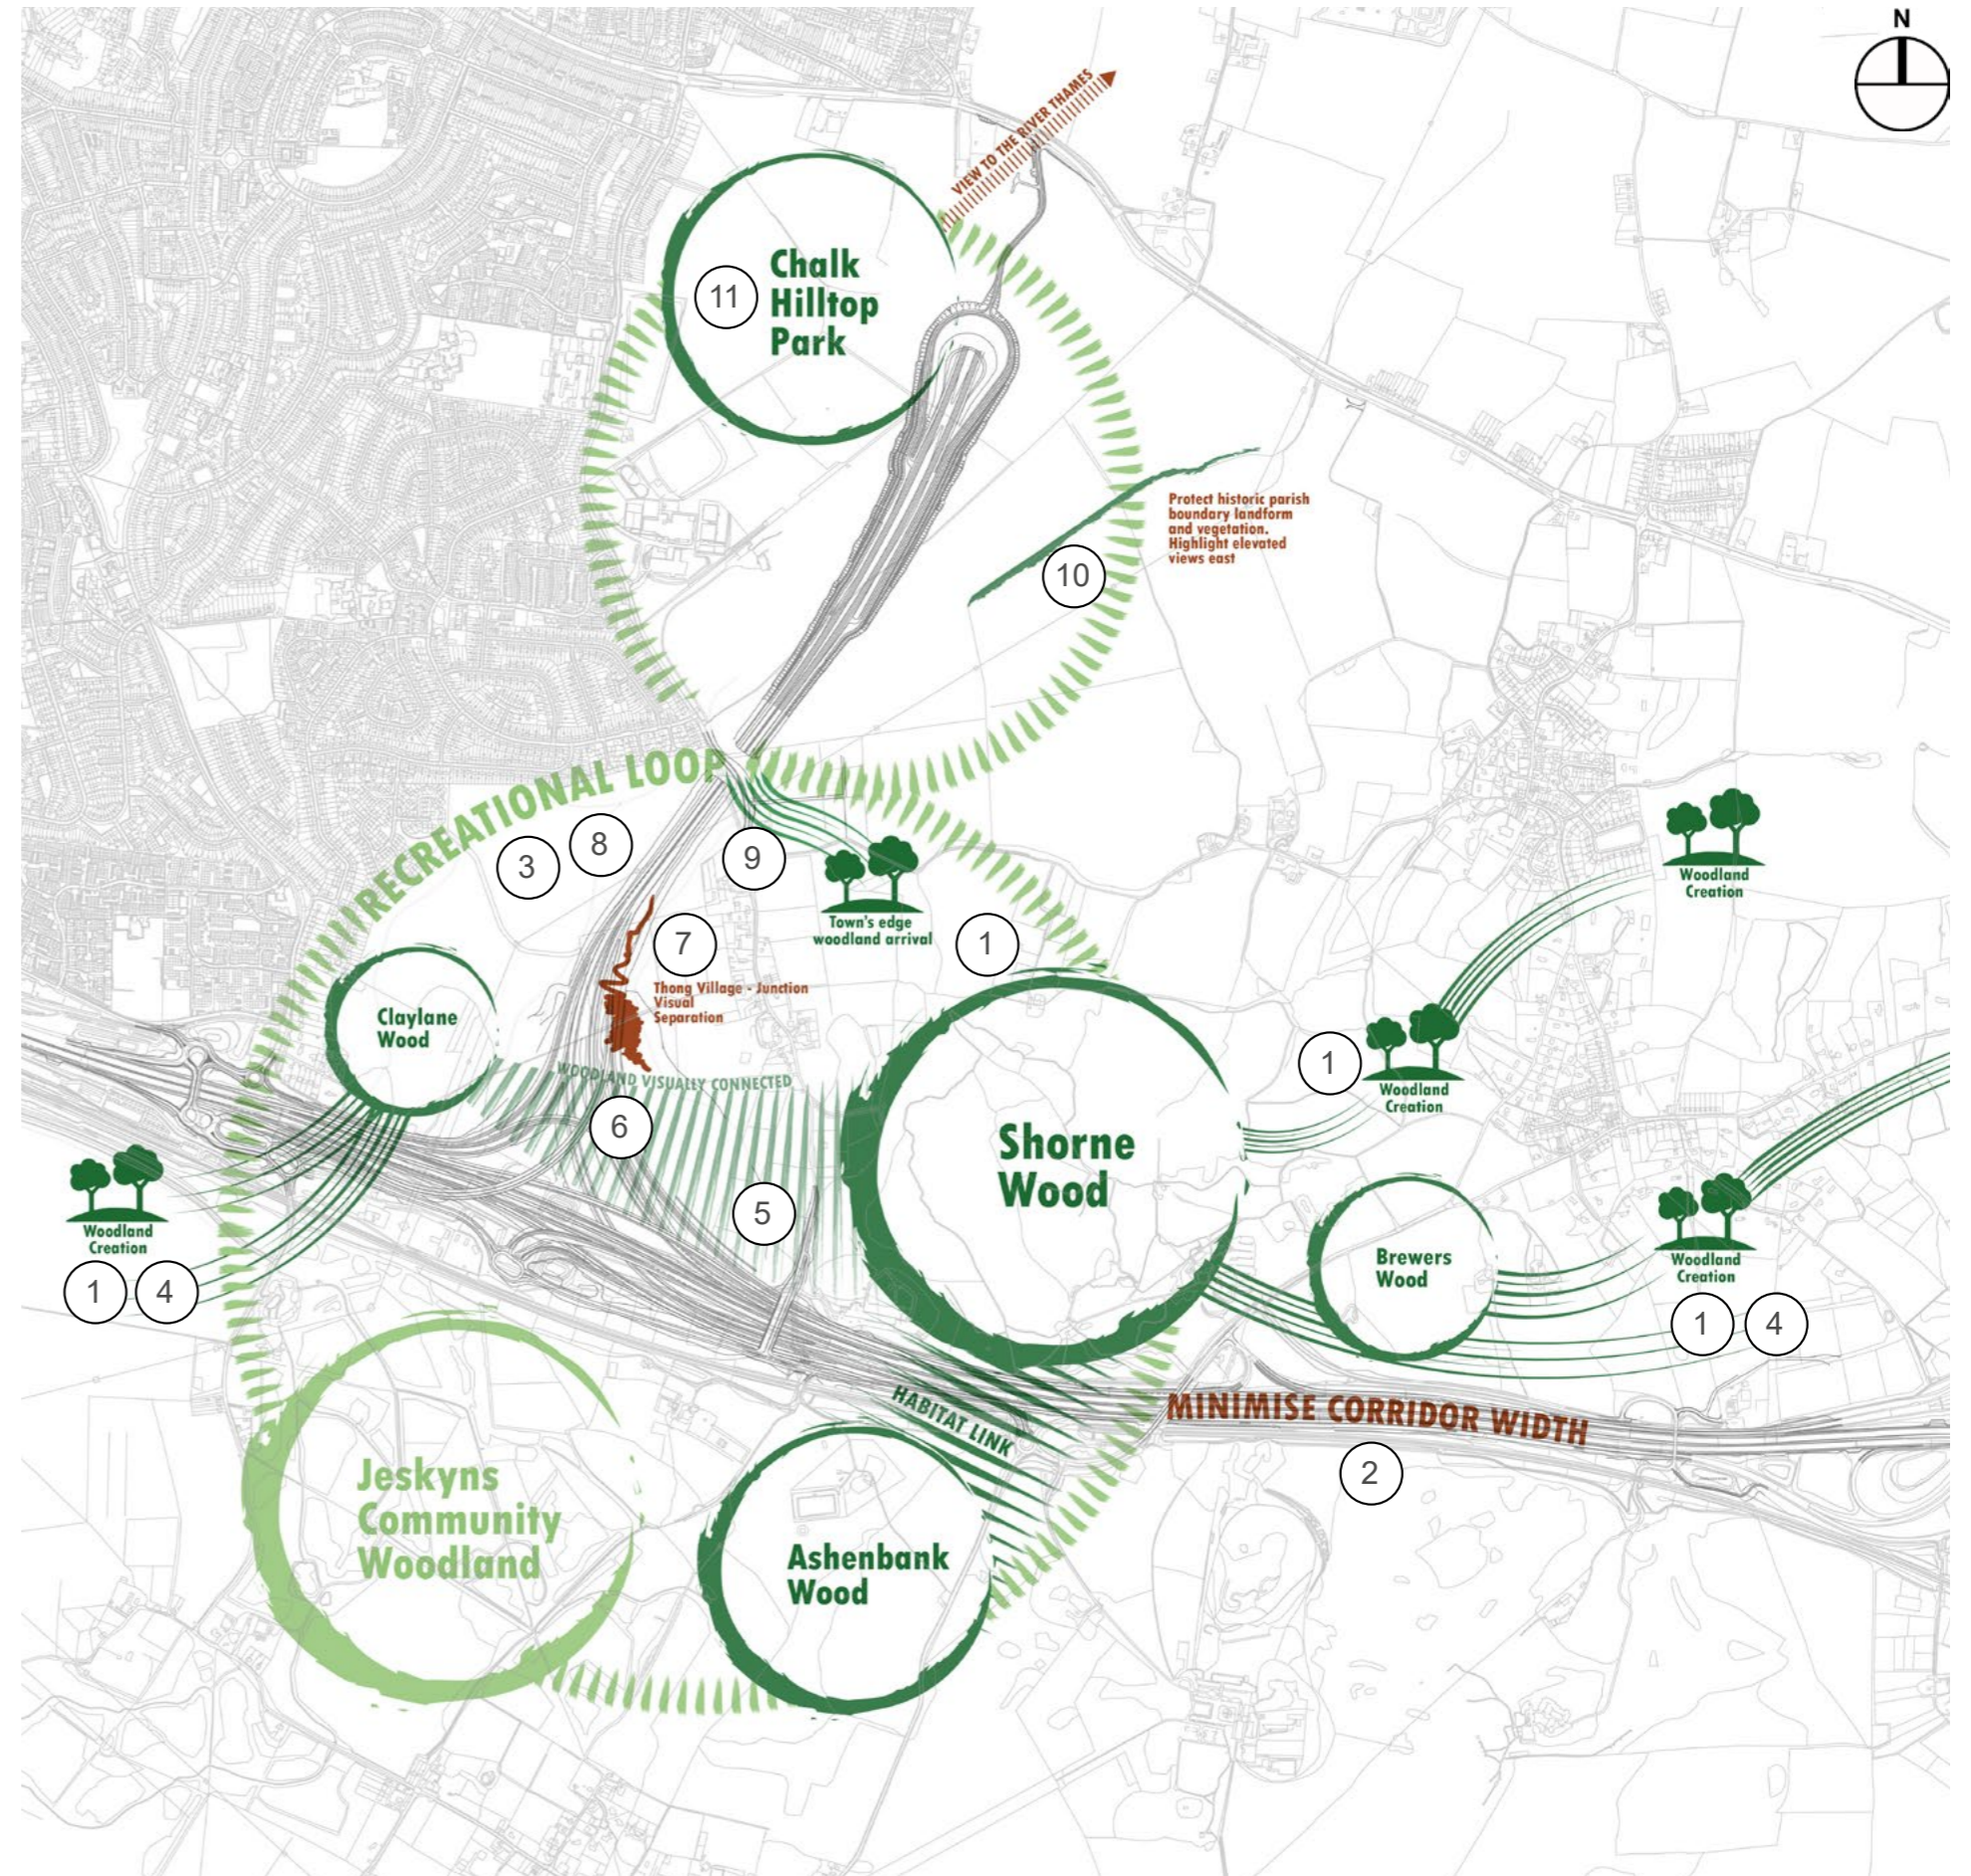 N
VIEW TO THE RIVER THAMES
11
Chalk
Hilltop
Park
Protect historic parish
boundary landform
and vegetation.
Highlight elevated
views east
10
RECREATIONAL LOOP
3
8
9
Town's edge
woodland arrival
Woodland
Creation
7
1
Thong Village - Junction
Visual
Separation
Claylane
Wood
WOODLAND VISUALLY CONNECTED
6
5
Shorne
Wood
1
Woodland
Creation
Woodland
Creation
1
4
Brewers
Wood
Woodland
Creation
1
4
HABITAT LINK
MINIMISE CORRIDOR WIDTH
2
Jeskyns
Community
Woodland
Ashenbank
Wood